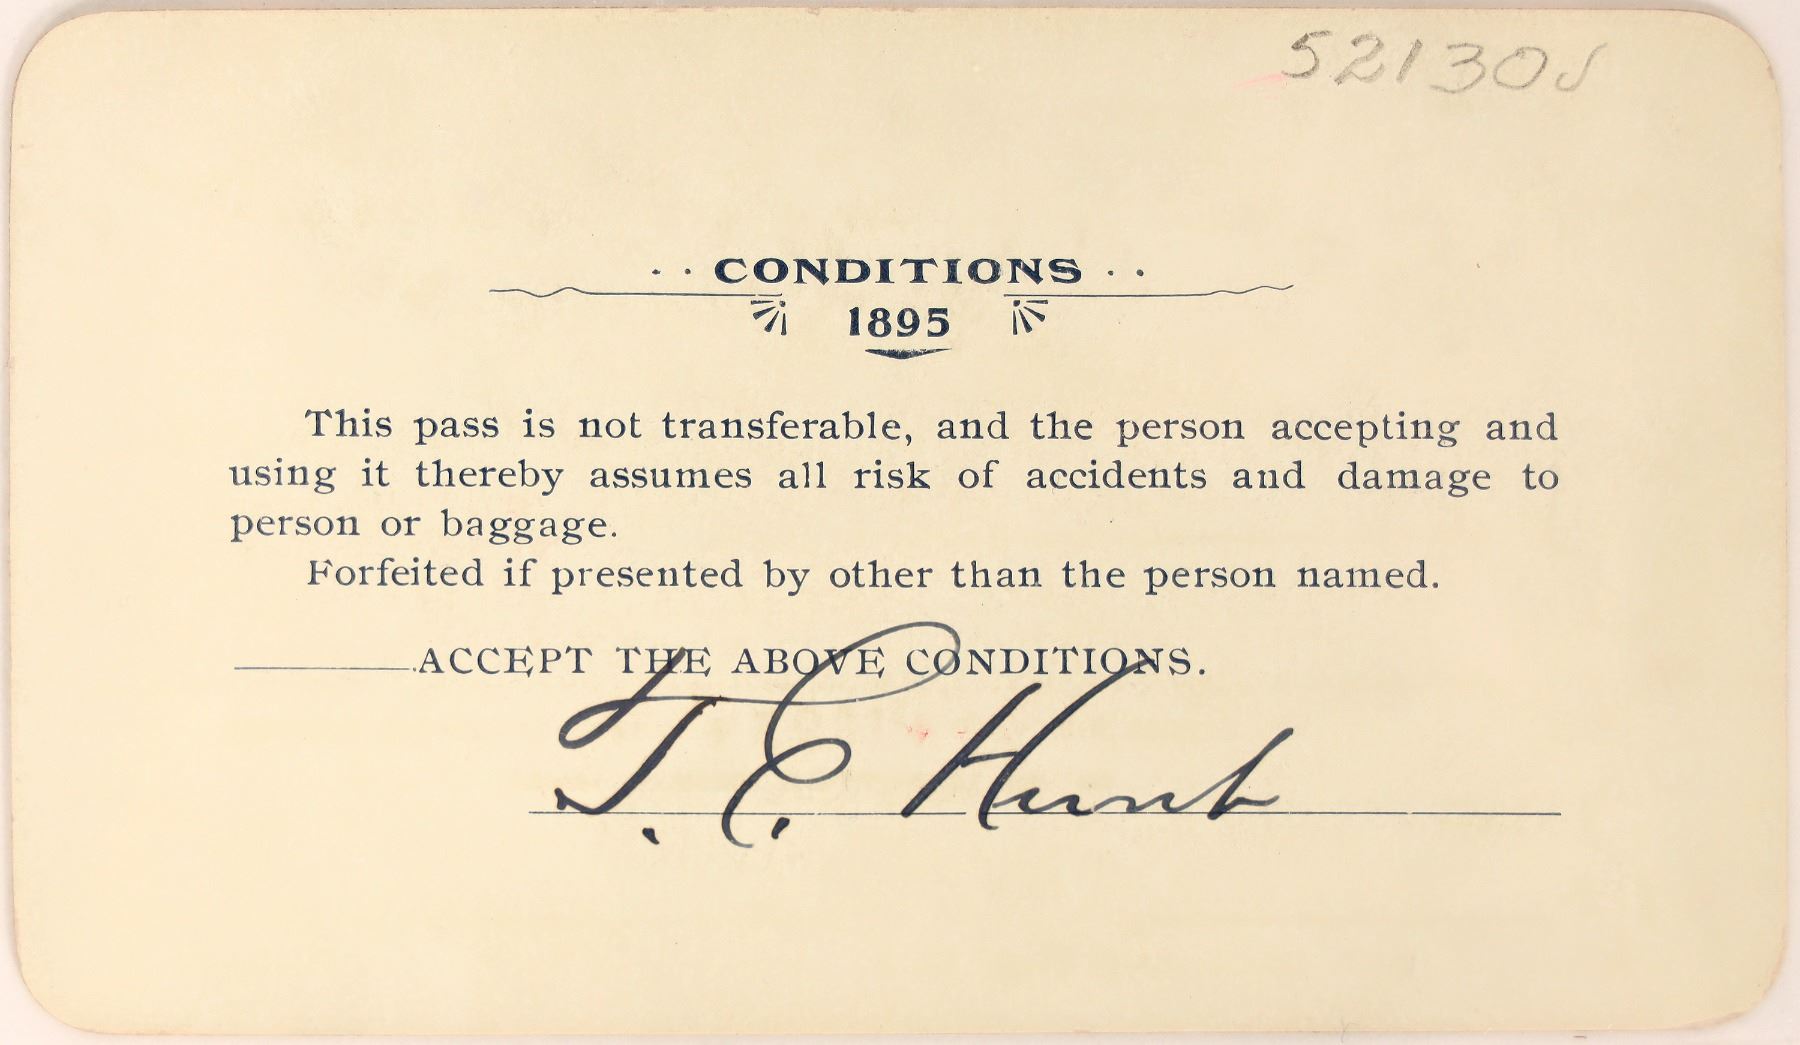 52130J
·· CONDITIONS ··
1895
This pass is not transferable, and the person accepting and
using it thereby assumes all risk of accidents and damage to
person or baggage.
Forfeited if presented by other than the person named.
ACCEPT THE ABOVE CONDITIONS.
T. C. Hunt